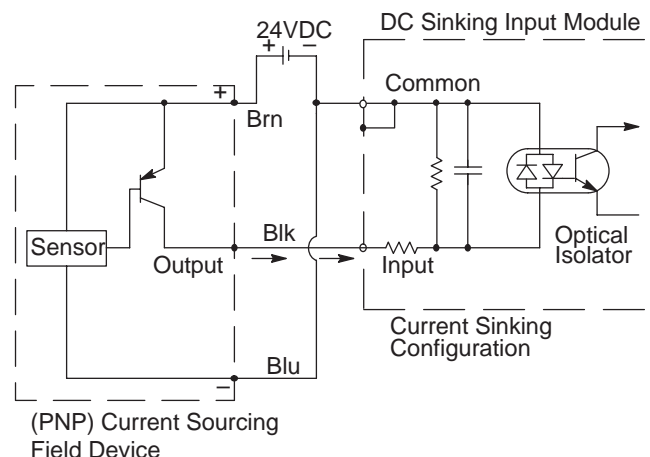 24VDC
DC Sinking Input Module
+ −
Common
+
Brn
Sensor
Blk
Output
Input
Optical
Isolator
Current Sinking
Configuration
Blu
−
(PNP) Current Sourcing
Field Device